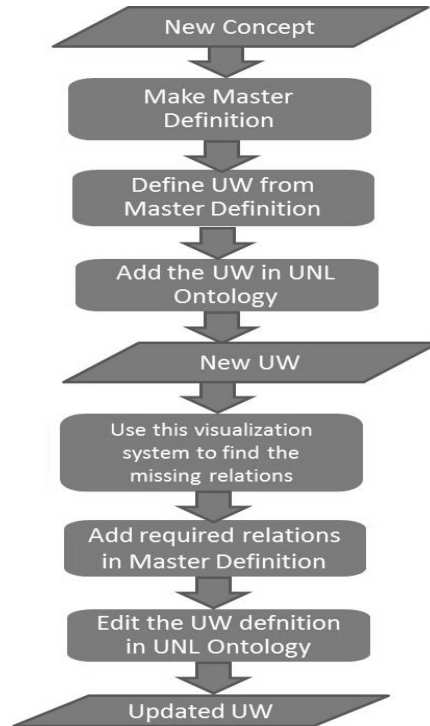 New Concept
Make Master
Definition
Define UW from
Master Definition
Add the UW in UNL
Ontology
New UW
Use this visualization
system to find the
missing relations
Add required relations
in Master Definition
Edit the UW defnition
in UNL Ontology
Updated UW